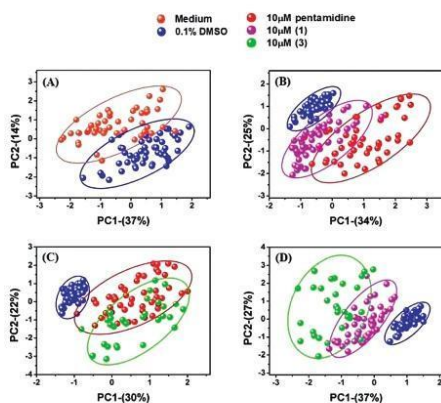 Medium
0.1% DMSO
10μM pentamidine
10μM (1)
10μM (3)
(A)
PC2-(14%)
3
2
1
0
-1
-2
-3
-2
-1
0
1
2
PC1-(37%)
(B)
PC2-(25%)
2
1
0
-1
-2
-3
-1
0
1
2
3
PC1-(34%)
(C)
PC2-(22%)
3
2
1
0
-1
-2
-3
-4
-2
-1
0
1
2
PC1-(30%)
(D)
PC2-(27%)
4
3
2
1
0
-1
-2
-3
-3
-2
-1
0
1
2
PC1-(37%)